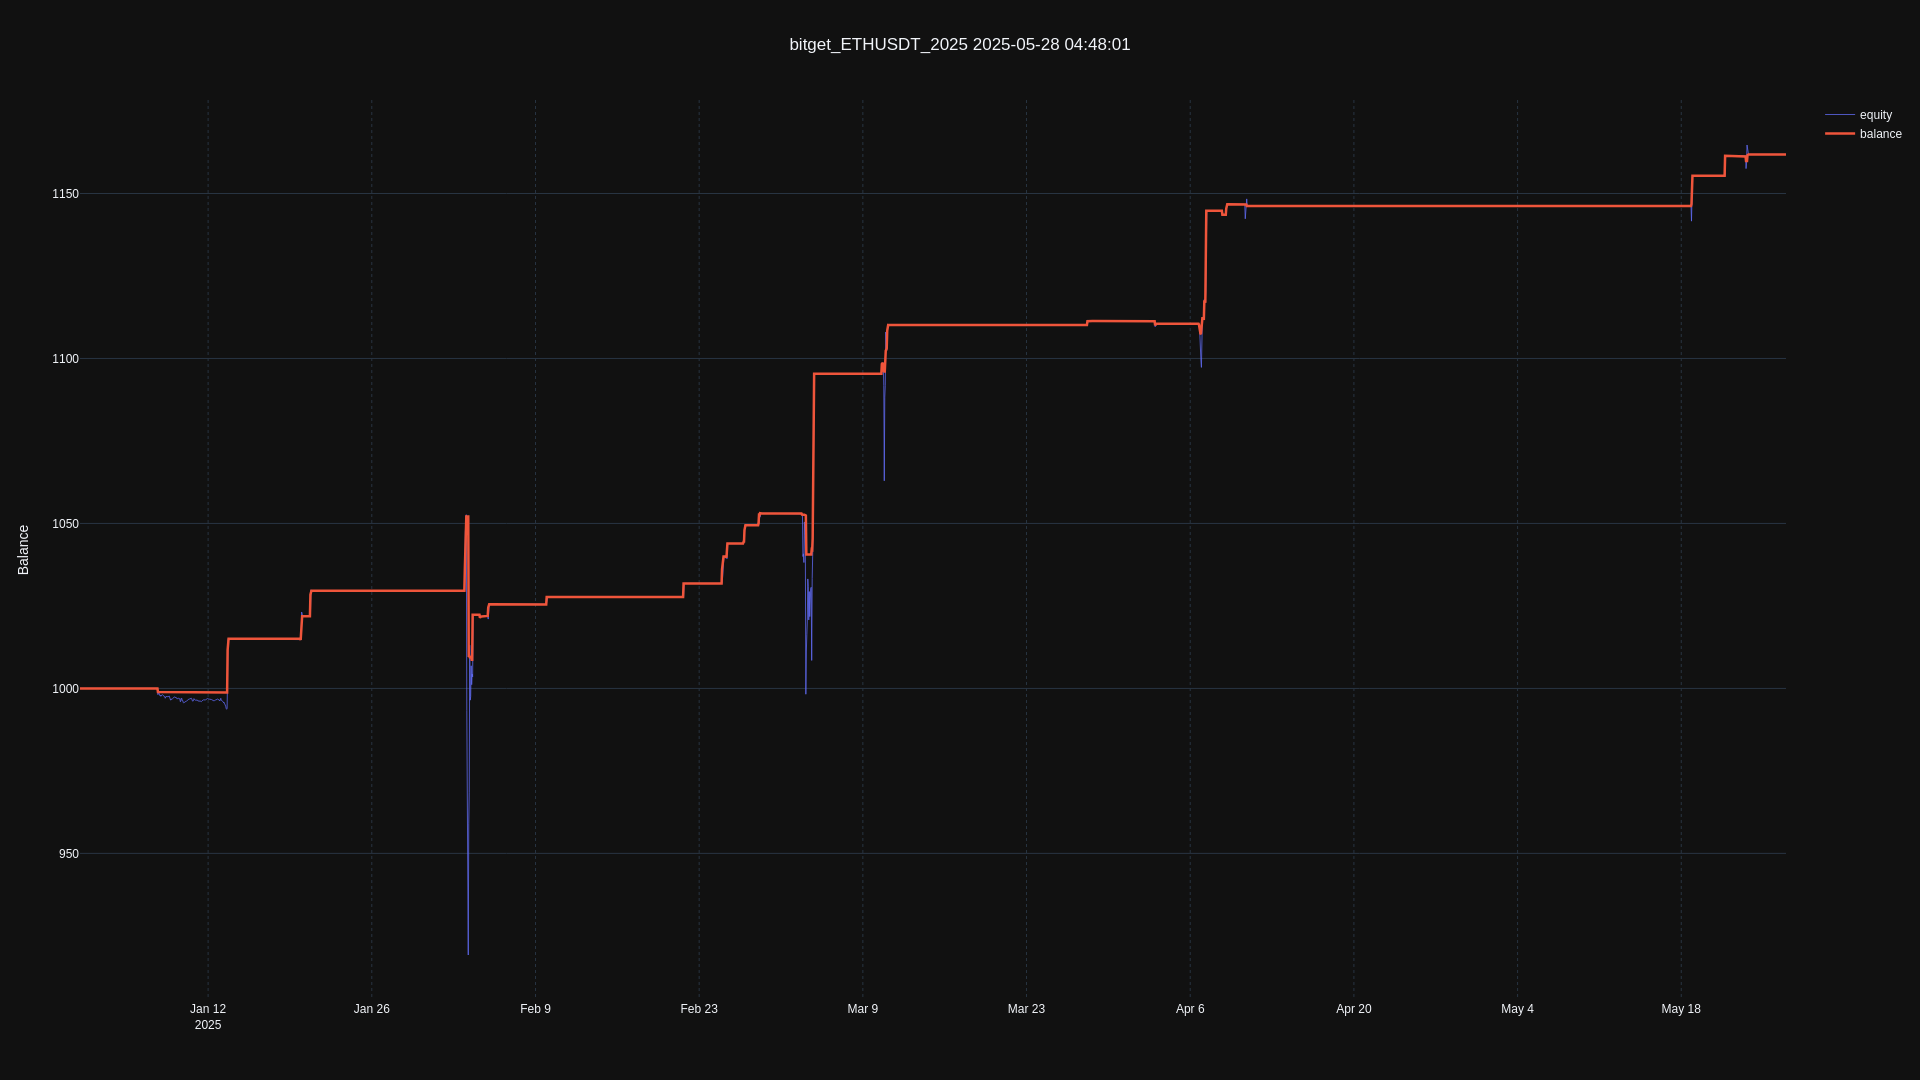 bitget_ETHUSDT_2025 2025-05-28 04:48:01
equity
balance
Balance
1150
1100
1050
1000
950
Jan 12
2025
Jan 26
Feb 9
Feb 23
Mar 9
Mar 23
Apr 6
Apr 20
May 4
May 18